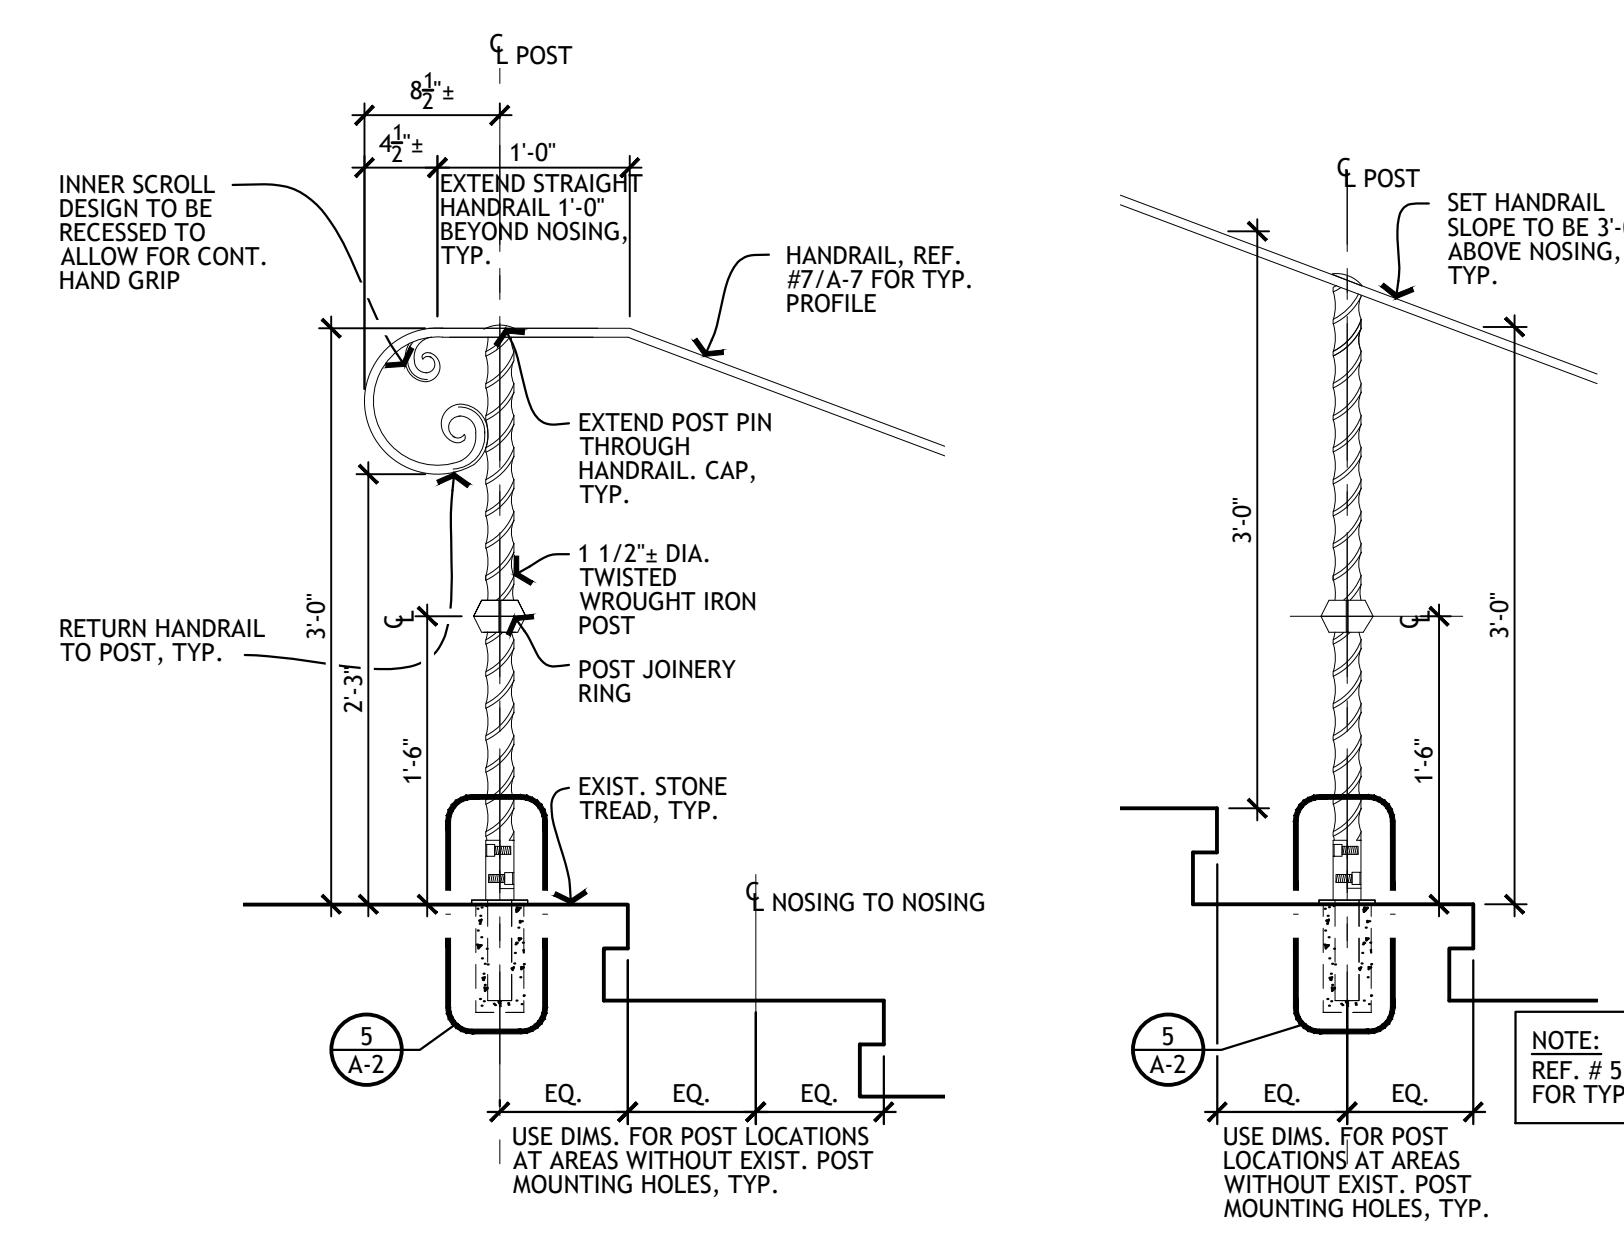 ℄ POST
8 1/2"±
4 1/2"±
1'-0"
EXTEND STRAIGHT
HANDRAIL 1'-0"
BEYOND NOSING,
TYP.
INNER SCROLL
DESIGN TO BE
RECESSED TO
ALLOW FOR CONT.
HAND GRIP
HANDRAIL, REF.
#7/A-7 FOR TYP.
PROFILE
EXTEND POST PIN
THROUGH
HANDRAIL. CAP,
TYP.
1 1/2"± DIA.
TWISTED
WROUGHT IRON
POST
POST JOINERY
RING
RETURN HANDRAIL
TO POST, TYP.
3'-0"
2'-3"
℄
1'-6"
EXIST. STONE
TREAD, TYP.
℄ NOSING TO NOSING
5
A-2
EQ.
EQ.
EQ.
USE DIMS. FOR POST LOCATIONS
AT AREAS WITHOUT EXIST. POST
MOUNTING HOLES, TYP.
℄ POST
SET HANDRAIL
SLOPE TO BE 3'-
ABOVE NOSING,
TYP.
3'-0"
℄
3'-0"
1'-6"
5
A-2
NOTE:
REF. # 5
FOR TYP
EQ.
EQ.
USE DIMS. FOR POST
LOCATIONS AT AREAS
WITHOUT EXIST. POST
MOUNTING HOLES, TYP.